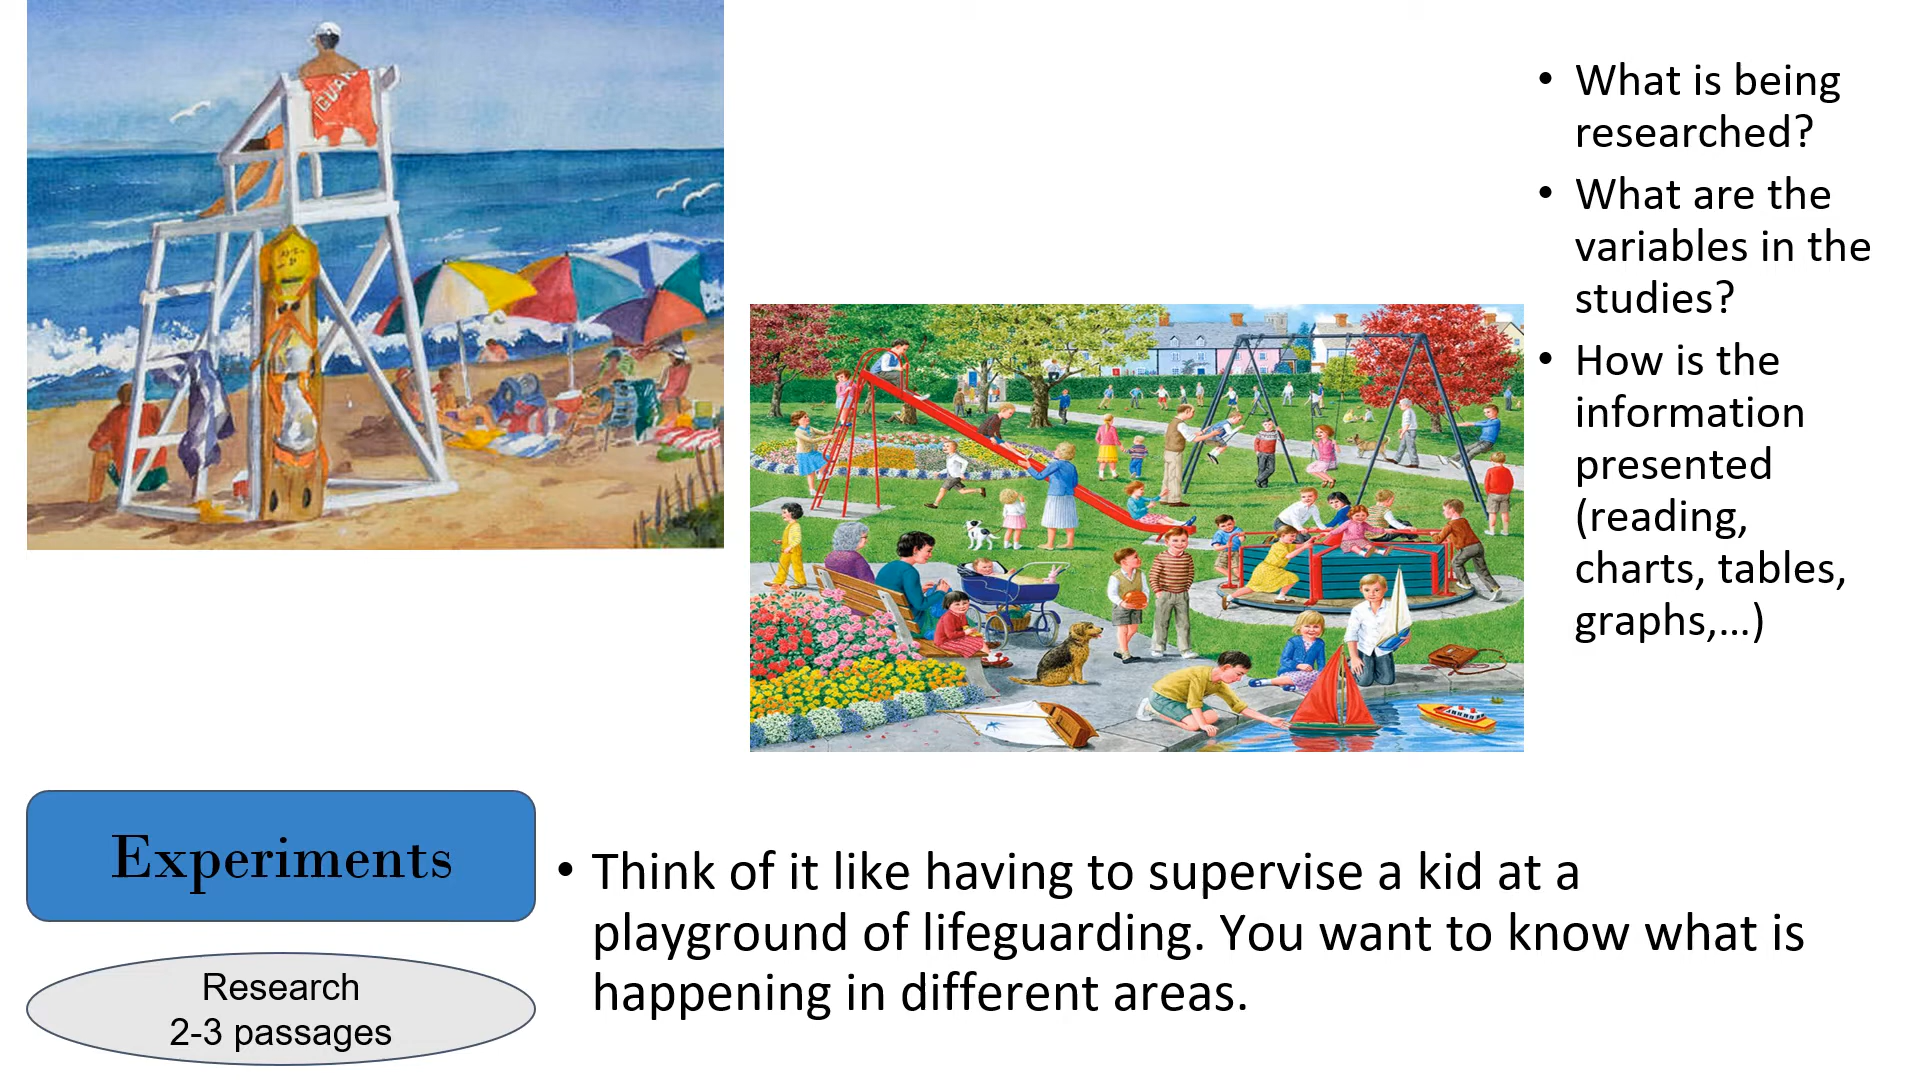 GUAR
• What is being
researched?
• What are the
variables in the
studies?
• How is the
information
presented
(reading,
charts, tables,
graphs,...)
Experiments
• Think of it like having to supervise a kid at a
playground of lifeguarding. You want to know what is
happening in different areas.
Research
2-3 passages